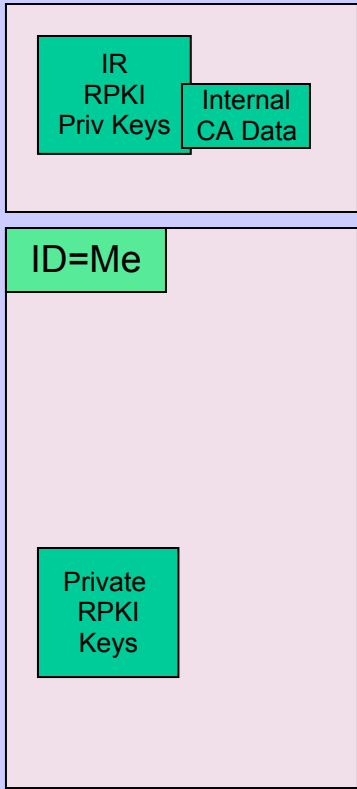 IR
RPKI
Priv Keys
Internal
CA Data
ID=Me
Private
RPKI
Keys